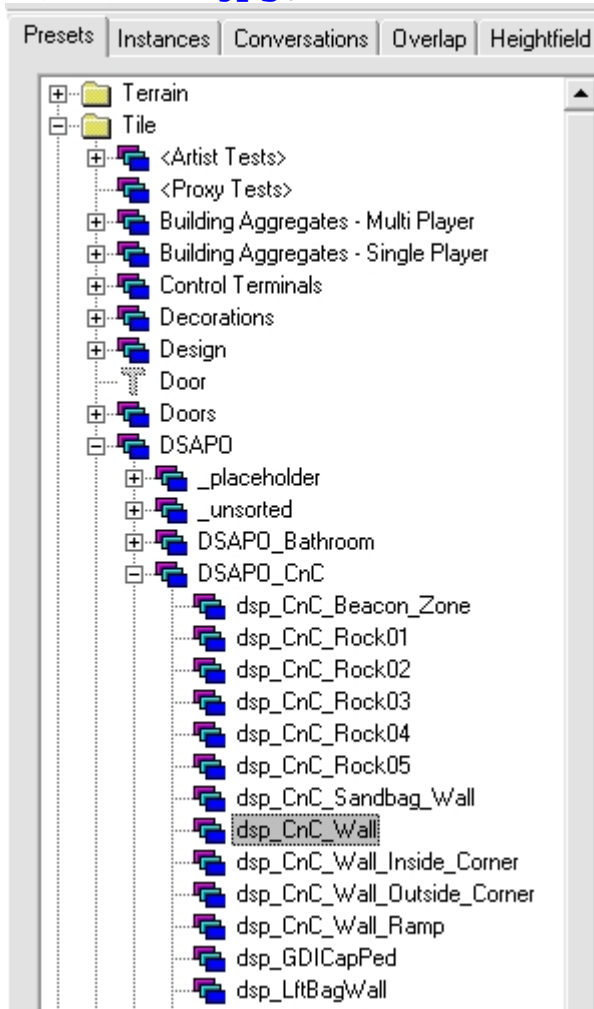 Presets Instances Conversations Overlap Heightfield
Terrain
Tile
<Artist Tests>
<Proxy Tests>
Building Aggregates - Multi Player
Building Aggregates - Single Player
Control Terminals
Decorations
Design
Door
Doors
DSAPO
_placeholder
_unsorted
DSAPO_Bathroom
DSAPO_CnC
dsp_CnC_Beacon_Zone
dsp_CnC_Rock01
dsp_CnC_Rock02
dsp_CnC_Rock03
dsp_CnC_Rock04
dsp_CnC_Rock05
dsp_CnC_Sandbag_Wall
dsp_CnC_Wall
dsp_CnC_Wall_Inside_Corner
dsp_CnC_Wall_Outside_Corner
dsp_CnC_Wall_Ramp
dsp_GDICapPed
dsp_LftBagWall